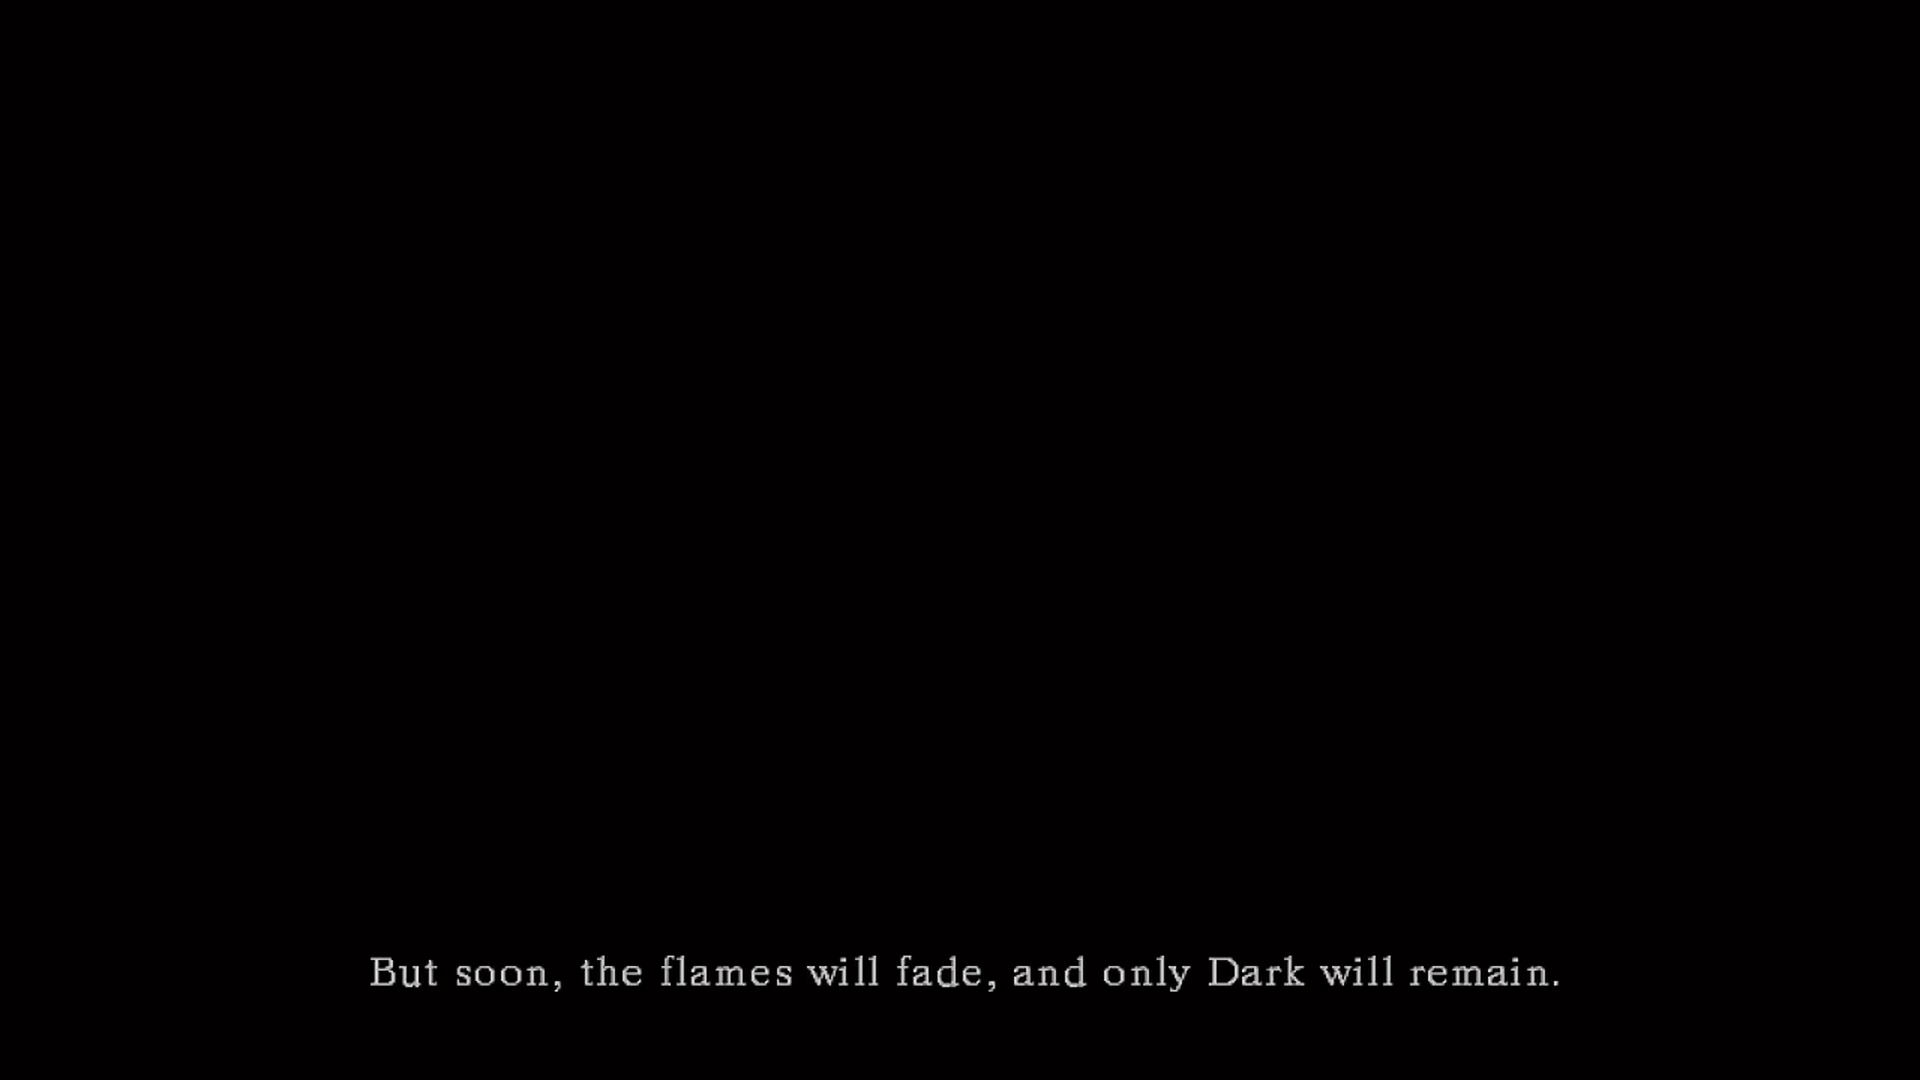 But soon, the flames will fade, and only Dark will remain.